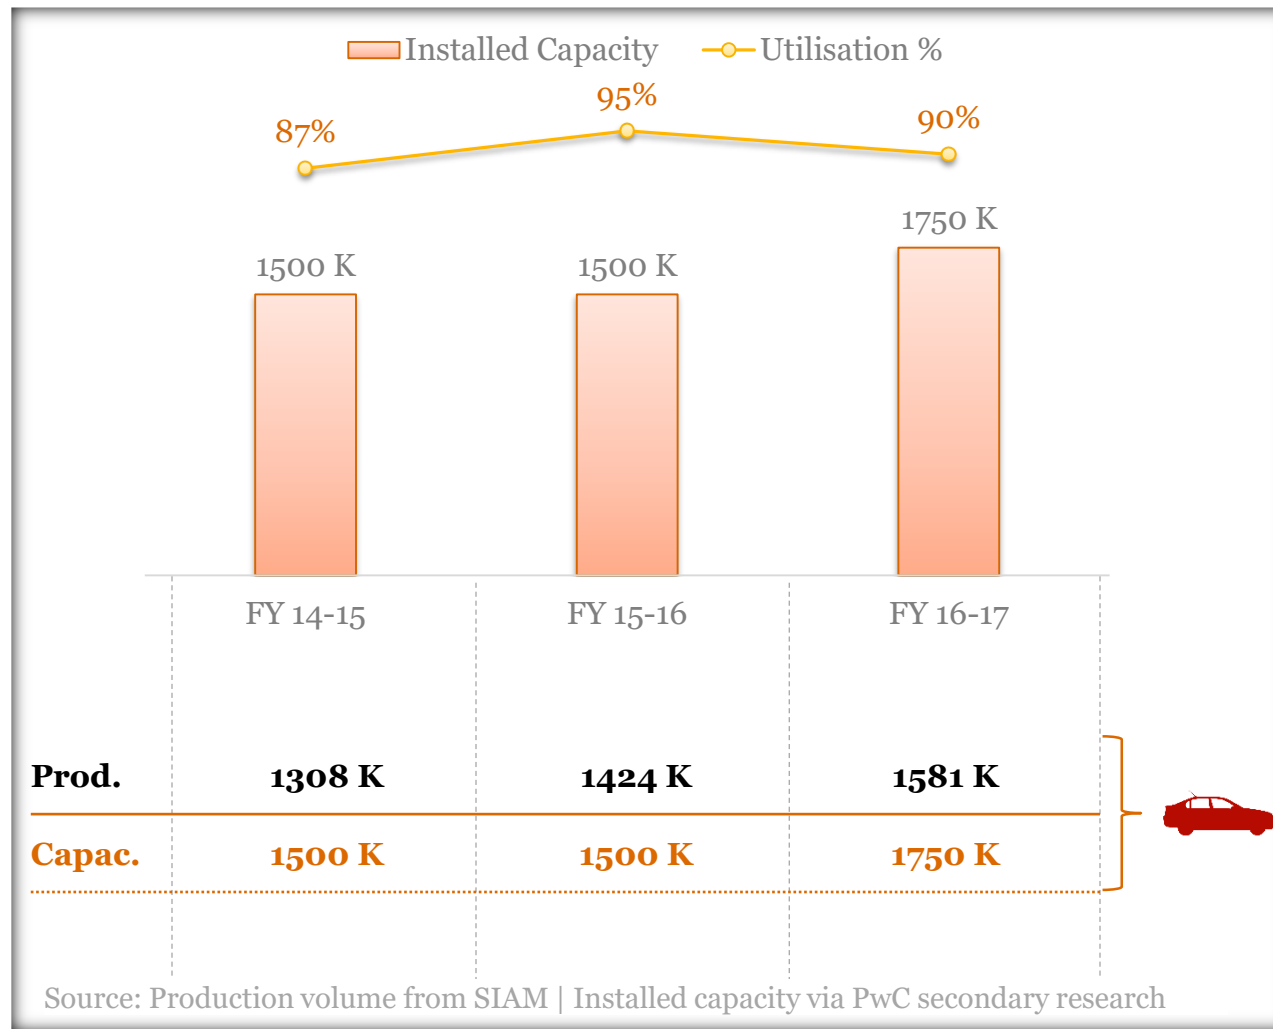 Installed Capacity Utilisation %
87% 95% 90%
1500 K 1500 K 1750 K
FY 14-15 FY 15-16 FY 16-17
Prod. 1308 K 1424 K 1581 K
Capac. 1500 K 1500 K 1750 K
Source: Production volume from SIAM | Installed capacity via PwC secondary research